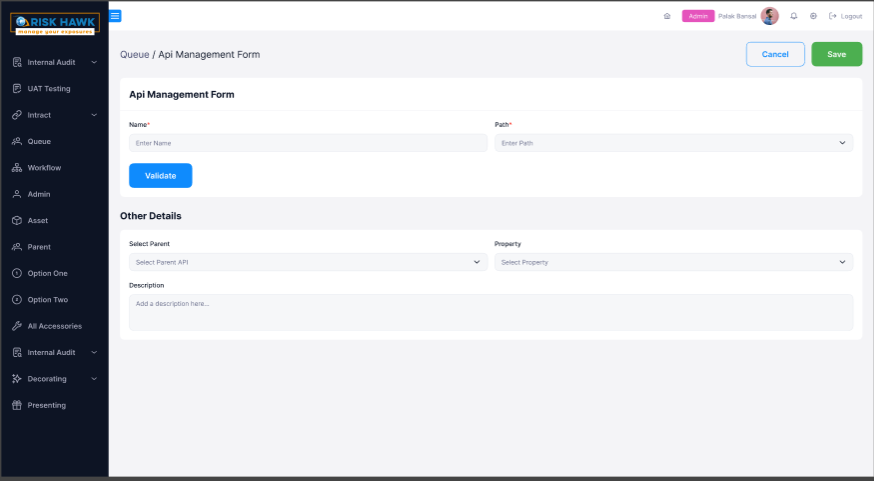 RISK HAWK
manage your exposures
Admin
Palak Bansal
Logout
Internal Audit
UAT Testing
Intract
Queue
Workflow
Admin
Asset
Parent
Option One
Option Two
All Accessories
Internal Audit
Decorating
Presenting
Queue / Api Management Form
Cancel
Save
Api Management Form
Name*
Path*
Enter Name
Enter Path
Validate
Other Details
Select Parent
Property
Select Parent API
Select Property
Description
Add a description here...